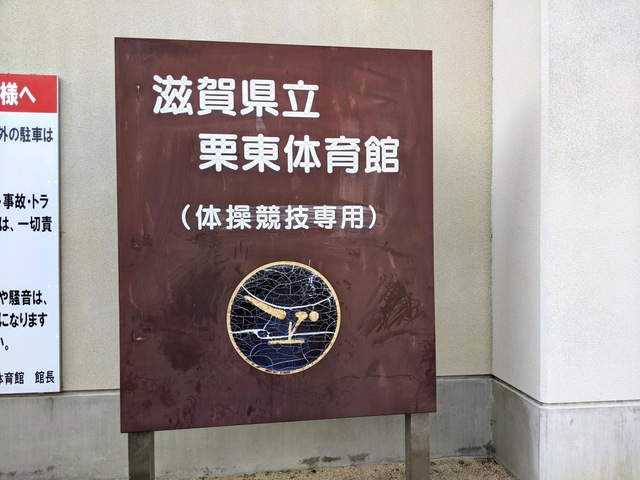 滋賀県立
栗東体育館
(体操競技専用)
様へ
外の駐車は
・事故・トラ
は、一切責
や騒音は、
になります
い。
体育館 館長